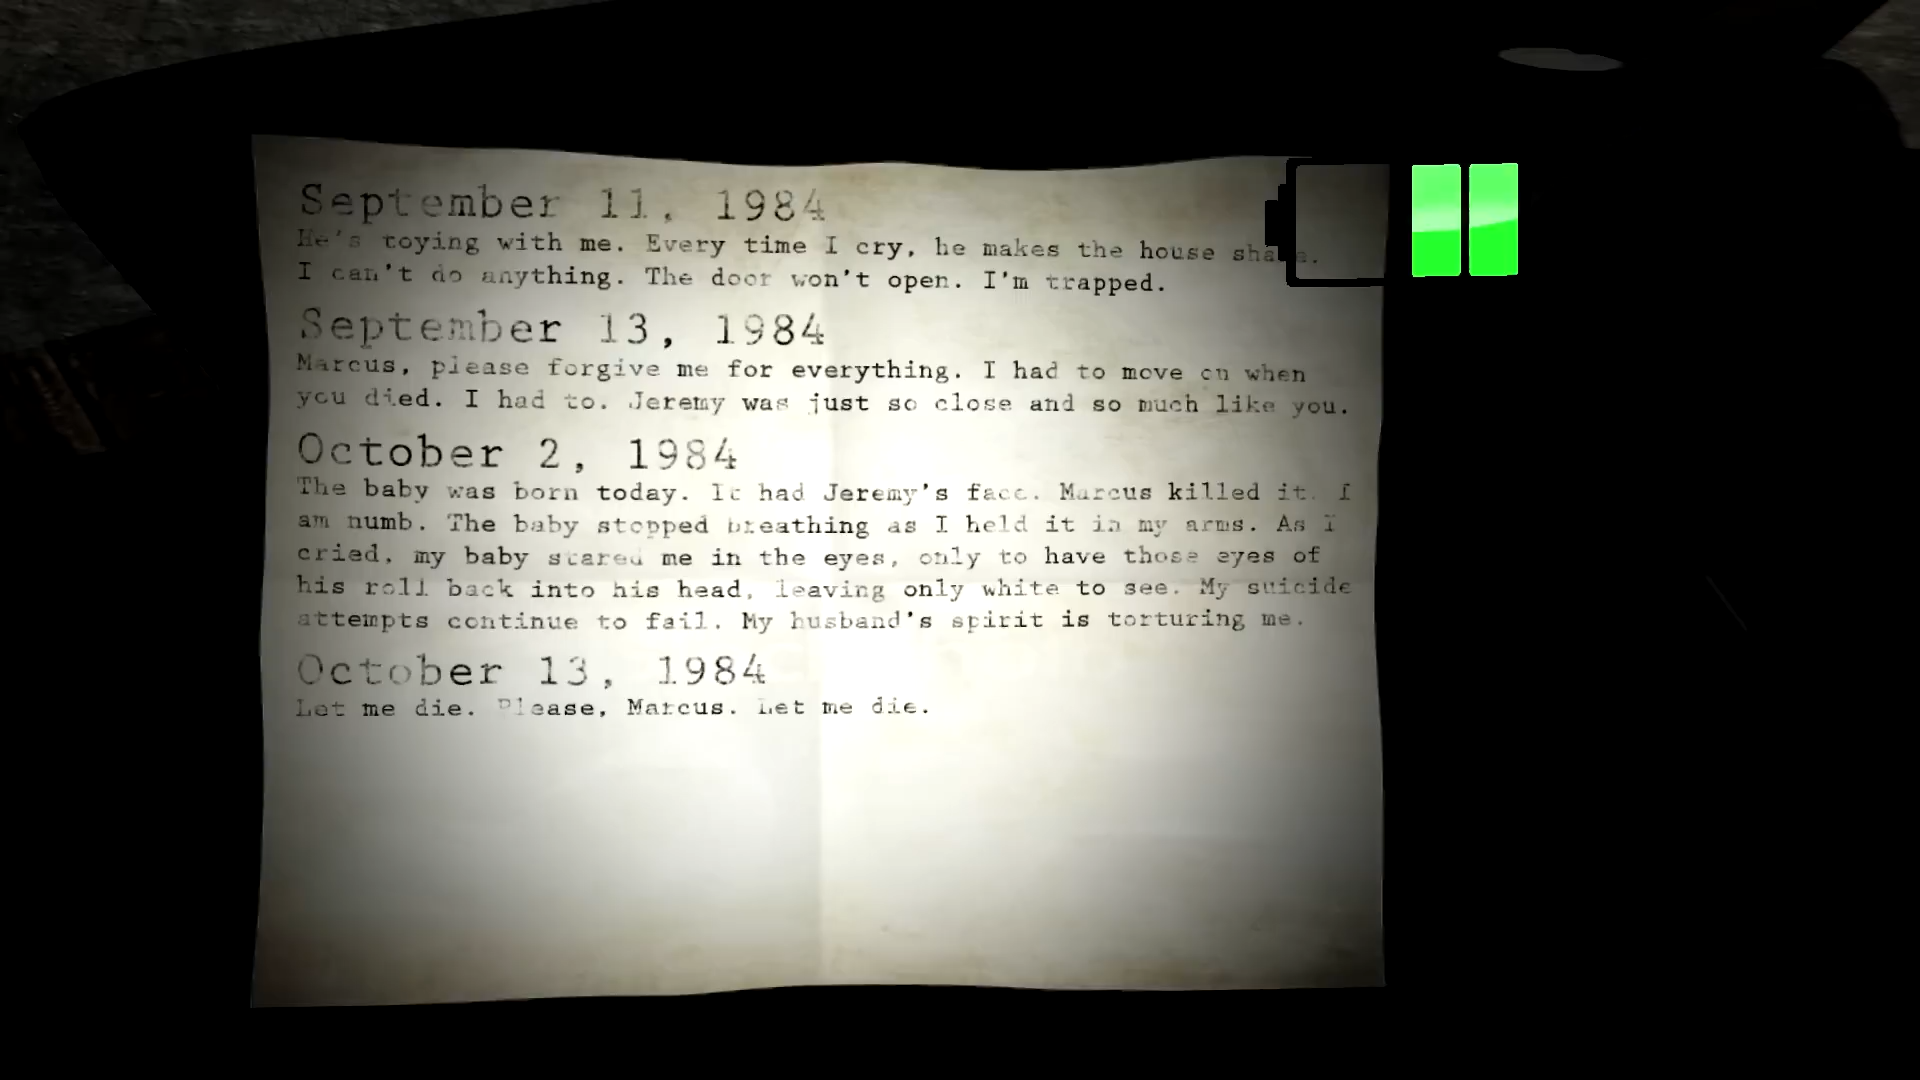 September 11, 1984
He's toying with me. Every time I cry, he makes the house
I can't do anything. The door won't open. I'm trapped.
September 13, 1984
Marcus, please forgive me for everything. I had to move on when
you died. I had to. Jeremy was just so close and so much like you.
October 2, 1984
The baby was born today. It had Jeremy's face. Marcus killed it. I
am numb. The baby stopped breathing as I held it in my arms. As I
cried, my baby stared me in the eyes, only to have those eyes of
his roll back into his head, leaving only white to see. My suicide
attempts continue to fail. My husband's spirit is torturing me.
October 13, 1984
Let me die. Please, Marcus. Let me die.